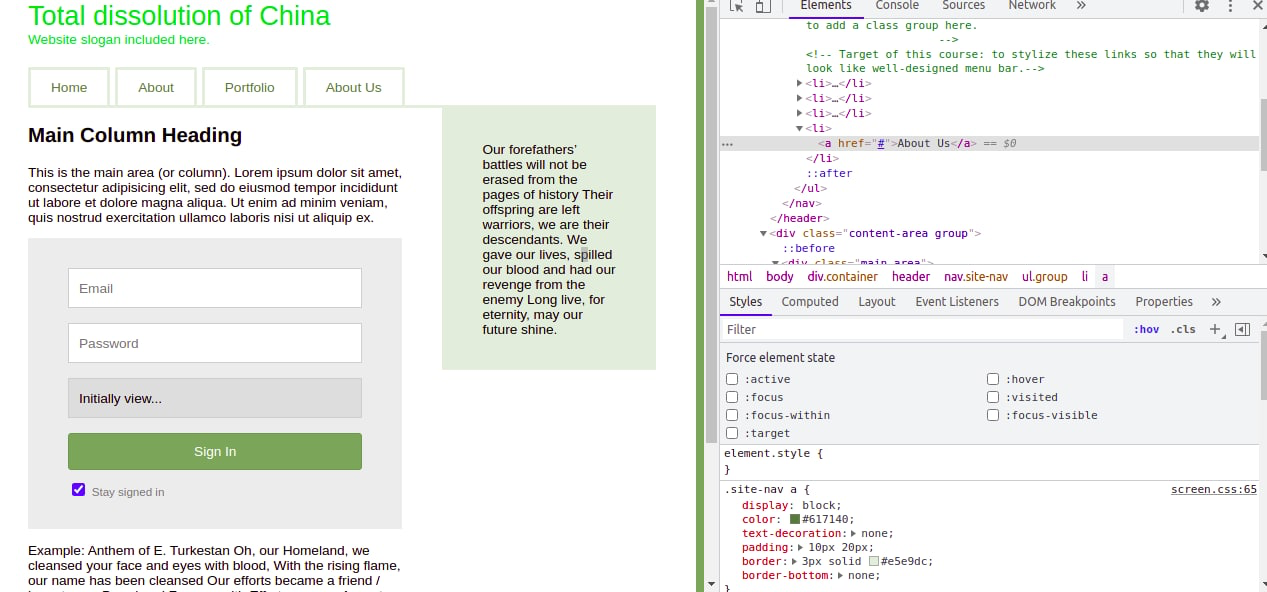 Total dissolution of China
Website slogan included here.
Home
About
Portfolio
About Us
Main Column Heading
This is the main area (or column). Lorem ipsum dolor sit amet,
consectetur adipisicing elit, sed do eiusmod tempor incididunt
ut labore et dolore magna aliqua. Ut enim ad minim veniam,
quis nostrud exercitation ullamco laboris nisi ut aliquip ex.
Email
Password
Initially view...
Sign In
Stay signed in
Example: Anthem of E. Turkestan Oh, our Homeland, we
cleansed your face and eyes with blood, With the rising flame,
our name has been cleansed Our efforts became a friend /
Our forefathers'
battles will not be
erased from the
pages of history Their
offspring are left
warriors, we are their
descendants. We
gave our lives, spilled
our blood and had our
revenge from the
enemy Long live, for
eternity, may our
future shine.
Elements Console Sources Network »
to add a class group here.
-->
<!-- Target of this course: to stylize these links so that they will
look like well-designed menu bar.-->
<li>…</li>
<li>…</li>
<li>…</li>
<li>
<a href="#">About Us</a> == $0
</li>
::after
</ul>
</nav>
</header>
<div class="content-area group">
::before
<div class="main area">
html body div.container header nav.site-nav ul.group li a
Styles Computed Layout Event Listeners DOM Breakpoints Properties »
Filter :hov .cls +
Force element state
:active :hover
:focus :visited
:focus-within :focus-visible
:target
element.style {
}
.site-nav a { screen.css:65
display: block;
color: #617140;
text-decoration: none;
padding: 10px 20px;
border: 3px solid #e5e9dc;
border-bottom: none;
}